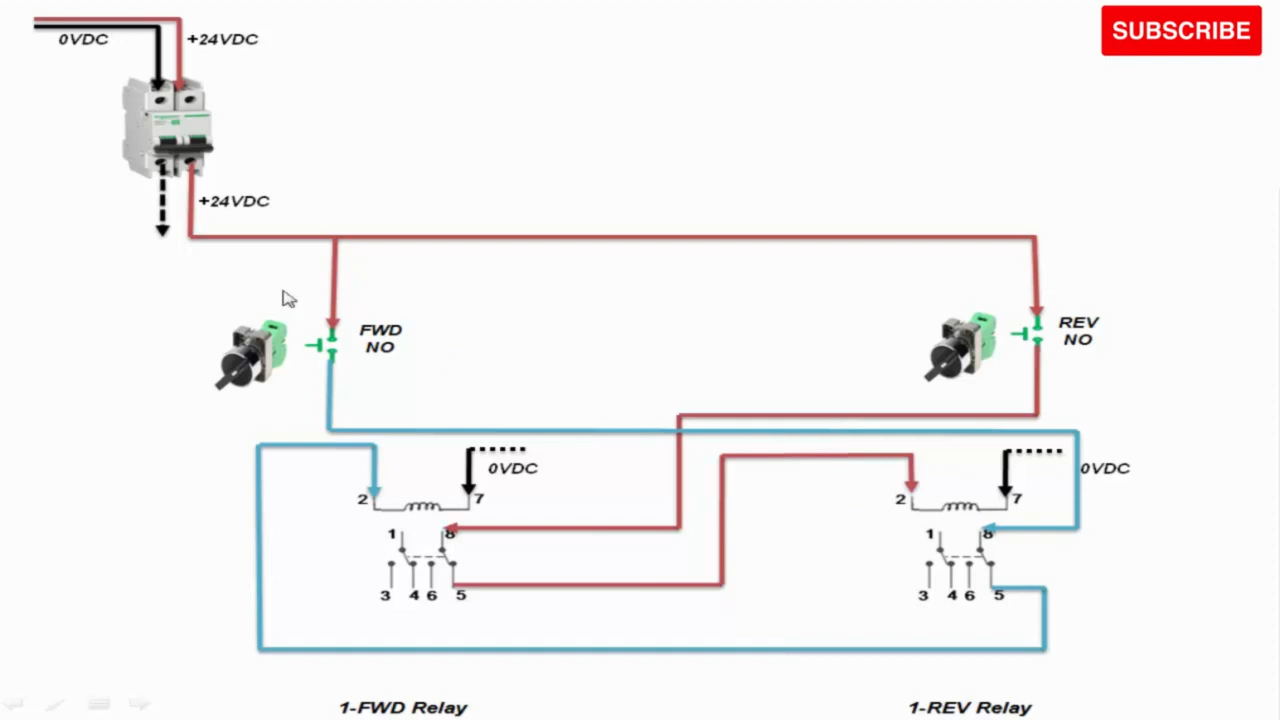 SUBSCRIBE
0VDC
+24VDC
+24VDC
FWD
NO
REV
NO
0VDC
0VDC
2
7
2
7
1
8
1
8
3 4 6 5
3 4 6 5
1-FWD Relay
1-REV Relay